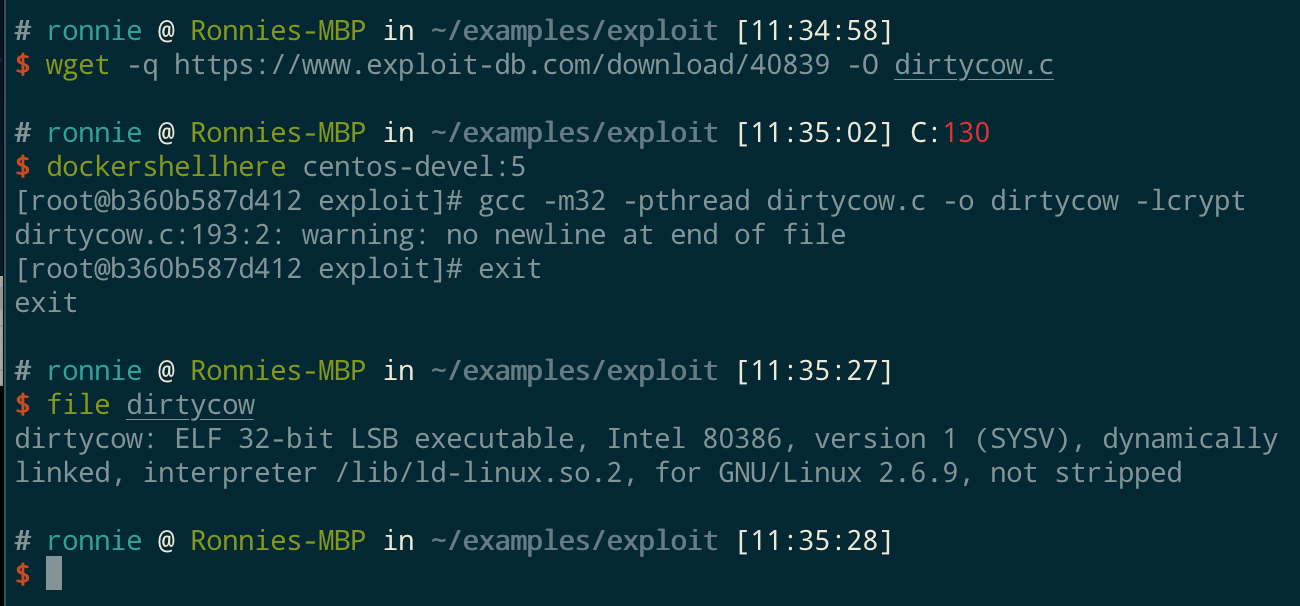 # ronnie @ Ronnies-MBP in ~/examples/exploit [11:34:58]
$ wget -q https://www.exploit-db.com/download/40839 -O dirtycow.c
# ronnie @ Ronnies-MBP in ~/examples/exploit [11:35:02] C:130
$ dockershellhere centos-devel:5
[root@b360b587d412 exploit]# gcc -m32 -pthread dirtycow.c -o dirtycow -lcrypt
dirtycow.c:193:2: warning: no newline at end of file
[root@b360b587d412 exploit]# exit
exit
# ronnie @ Ronnies-MBP in ~/examples/exploit [11:35:27]
$ file dirtycow
dirtycow: ELF 32-bit LSB executable, Intel 80386, version 1 (SYSV), dynamically
linked, interpreter /lib/ld-linux.so.2, for GNU/Linux 2.6.9, not stripped
# ronnie @ Ronnies-MBP in ~/examples/exploit [11:35:28]
$